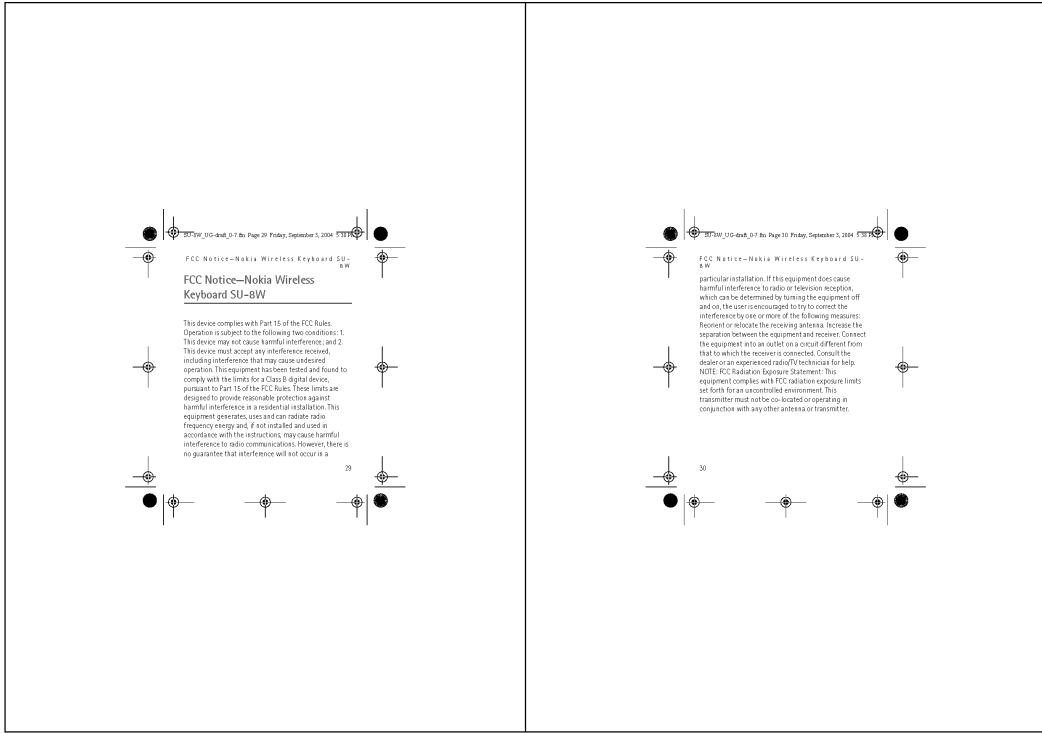 SU-8W_UG-draft_0-7.fm Page 29 Friday, September 3, 2004 5:38 PM
FCC Notice—Nokia Wireless Keyboard SU-
8W
FCC Notice—Nokia Wireless
Keyboard SU-8W
This device complies with Part 15 of the FCC Rules.
Operation is subject to the following two conditions: 1.
This device may not cause harmful interference; and 2.
This device must accept any interference received,
including interference that may cause undesired
operation. This equipment has been tested and found to
comply with the limits for a Class B digital device,
pursuant to Part 15 of the FCC Rules. These limits are
designed to provide reasonable protection against
harmful interference in a residential installation. This
equipment generates, uses and can radiate radio
frequency energy and, if not installed and used in
accordance with the instructions, may cause harmful
interference to radio communications. However, there is
no guarantee that interference will not occur in a
29
SU-8W_UG-draft_0-7.fm Page 30 Friday, September 3, 2004 5:38 PM
FCC Notice—Nokia Wireless Keyboard SU-
8W
particular installation. If this equipment does cause
harmful interference to radio or television reception,
which can be determined by turning the equipment off
and on, the user is encouraged to try to correct the
interference by one or more of the following measures:
Reorient or relocate the receiving antenna. Increase the
separation between the equipment and receiver. Connect
the equipment into an outlet on a circuit different from
that to which the receiver is connected. Consult the
dealer or an experienced radio/TV technician for help.
NOTE: FCC Radiation Exposure Statement: This
equipment complies with FCC radiation exposure limits
set forth for an uncontrolled environment. This
transmitter must not be co-located or operating in
conjunction with any other antenna or transmitter.
30